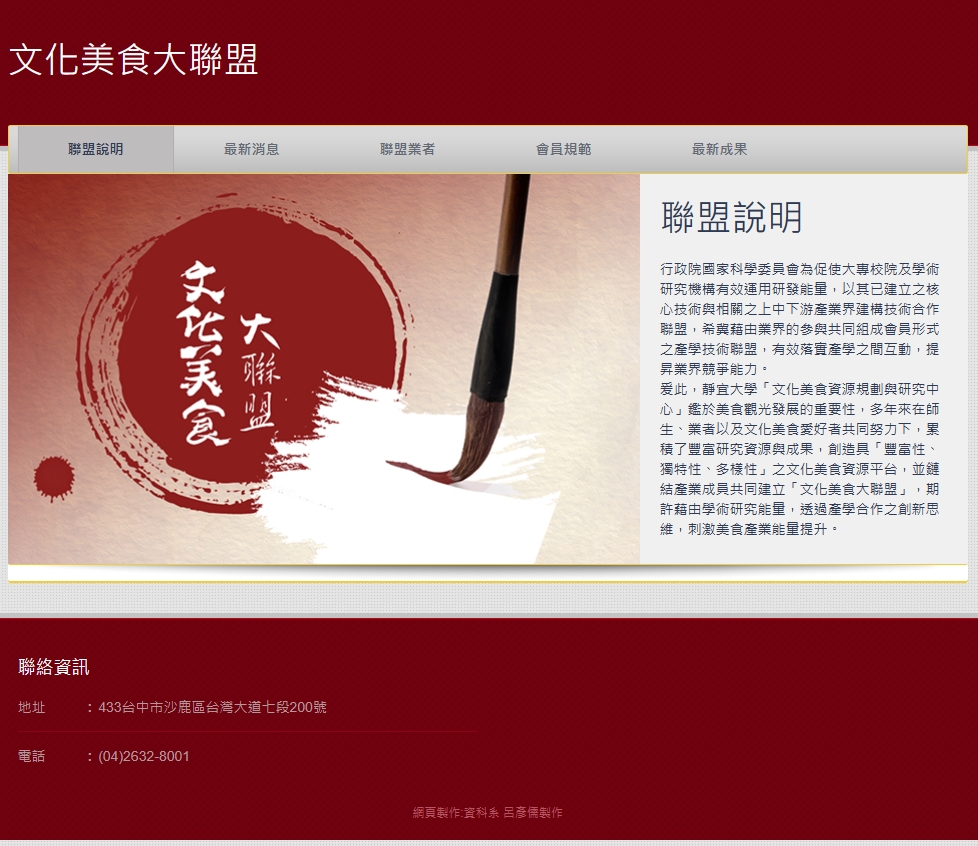 文化美食大聯盟
聯盟說明
最新消息
聯盟業者
會員規範
最新成果
文化美食
大聯盟
聯盟說明
行政院國家科學委員會為促使大專校院及學術
研究機構有效運用研發能量，以其已建立之核
心技術與相關之上中下游產業界建構技術合作
聯盟，希冀藉由業界的參與共同組成會員形式
之產學技術聯盟，有效落實產學之間互動，提
昇業界競爭能力。
爰此，靜宜大學「文化美食資源規劃與研究中
心」鑑於美食觀光發展的重要性，多年來在師
生、業者以及文化美食愛好者共同努力下，累
積了豐富研究資源與成果，創造具「豐富性、
獨特性、多樣性」之文化美食資源平台，並鏈
結產業成員共同建立「文化美食大聯盟」，期
許藉由學術研究能量，透過產學合作之創新思
維，刺激美食產業能量提升。
聯絡資訊
地址 ：433台中市沙鹿區台灣大道七段200號
電話 ：(04)2632-8001
網頁製作:資科系 呂彥儒製作